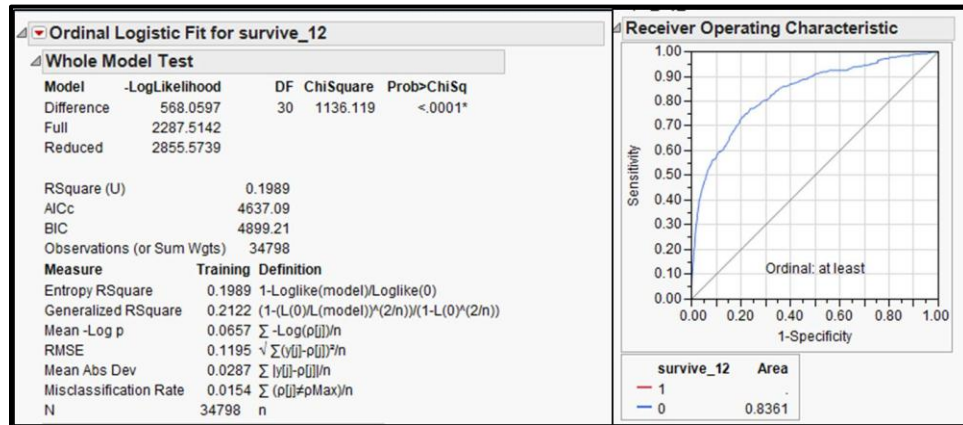 Ordinal Logistic Fit for survive_12
Whole Model Test
Model -LogLikelihood DF ChiSquare Prob>ChiSq
Difference 568.0597 30 1136.119 <.0001*
Full 2287.5142
Reduced 2855.5739
RSquare (U) 0.1989
AICc 4637.09
BIC 4899.21
Observations (or Sum Wgts) 34798
Measure Training Definition
Entropy RSquare 0.1989 1-Loglike(model)/Loglike(0)
Generalized RSquare 0.2122 (1-(L(0)/L(model))^(2/n))/(1-L(0)^(2/n))
Mean -Log p 0.0657 ∑ -Log(ρ[j])/n
RMSE 0.1195 √ ∑(y[j]-ρ[j])²/n
Mean Abs Dev 0.0287 ∑ |y[j]-ρ[j]|/n
Misclassification Rate 0.0154 ∑ (ρ[j]≠ρMax)/n
N 34798 n
Receiver Operating Characteristic
1.00
0.90
0.80
0.70
0.60
0.50
0.40
0.30
0.20
0.10
0.00
Sensitivity
Ordinal: at least
0.00 0.20 0.40 0.60 0.80 1.00
1-Specificity
survive_12 Area
1 .
0 0.8361